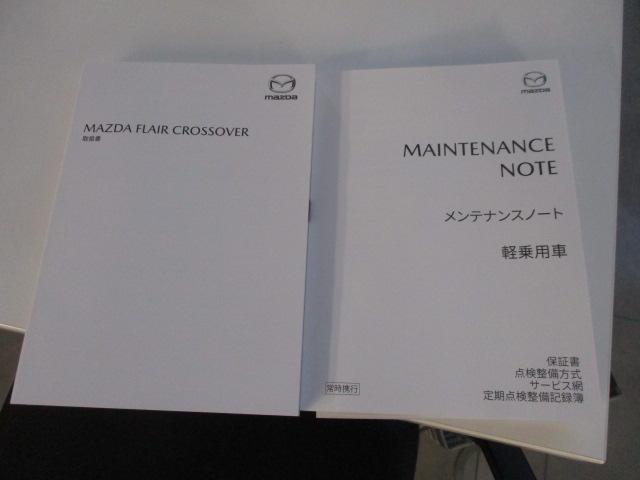 mazda
MAZDA FLAIR CROSSOVER
取扱書
mazda
MAINTENANCE
NOTE
メンテナンスノート
軽乗用車
保証書
点検整備方式
サービス網
定期点検整備記録簿
常時携行